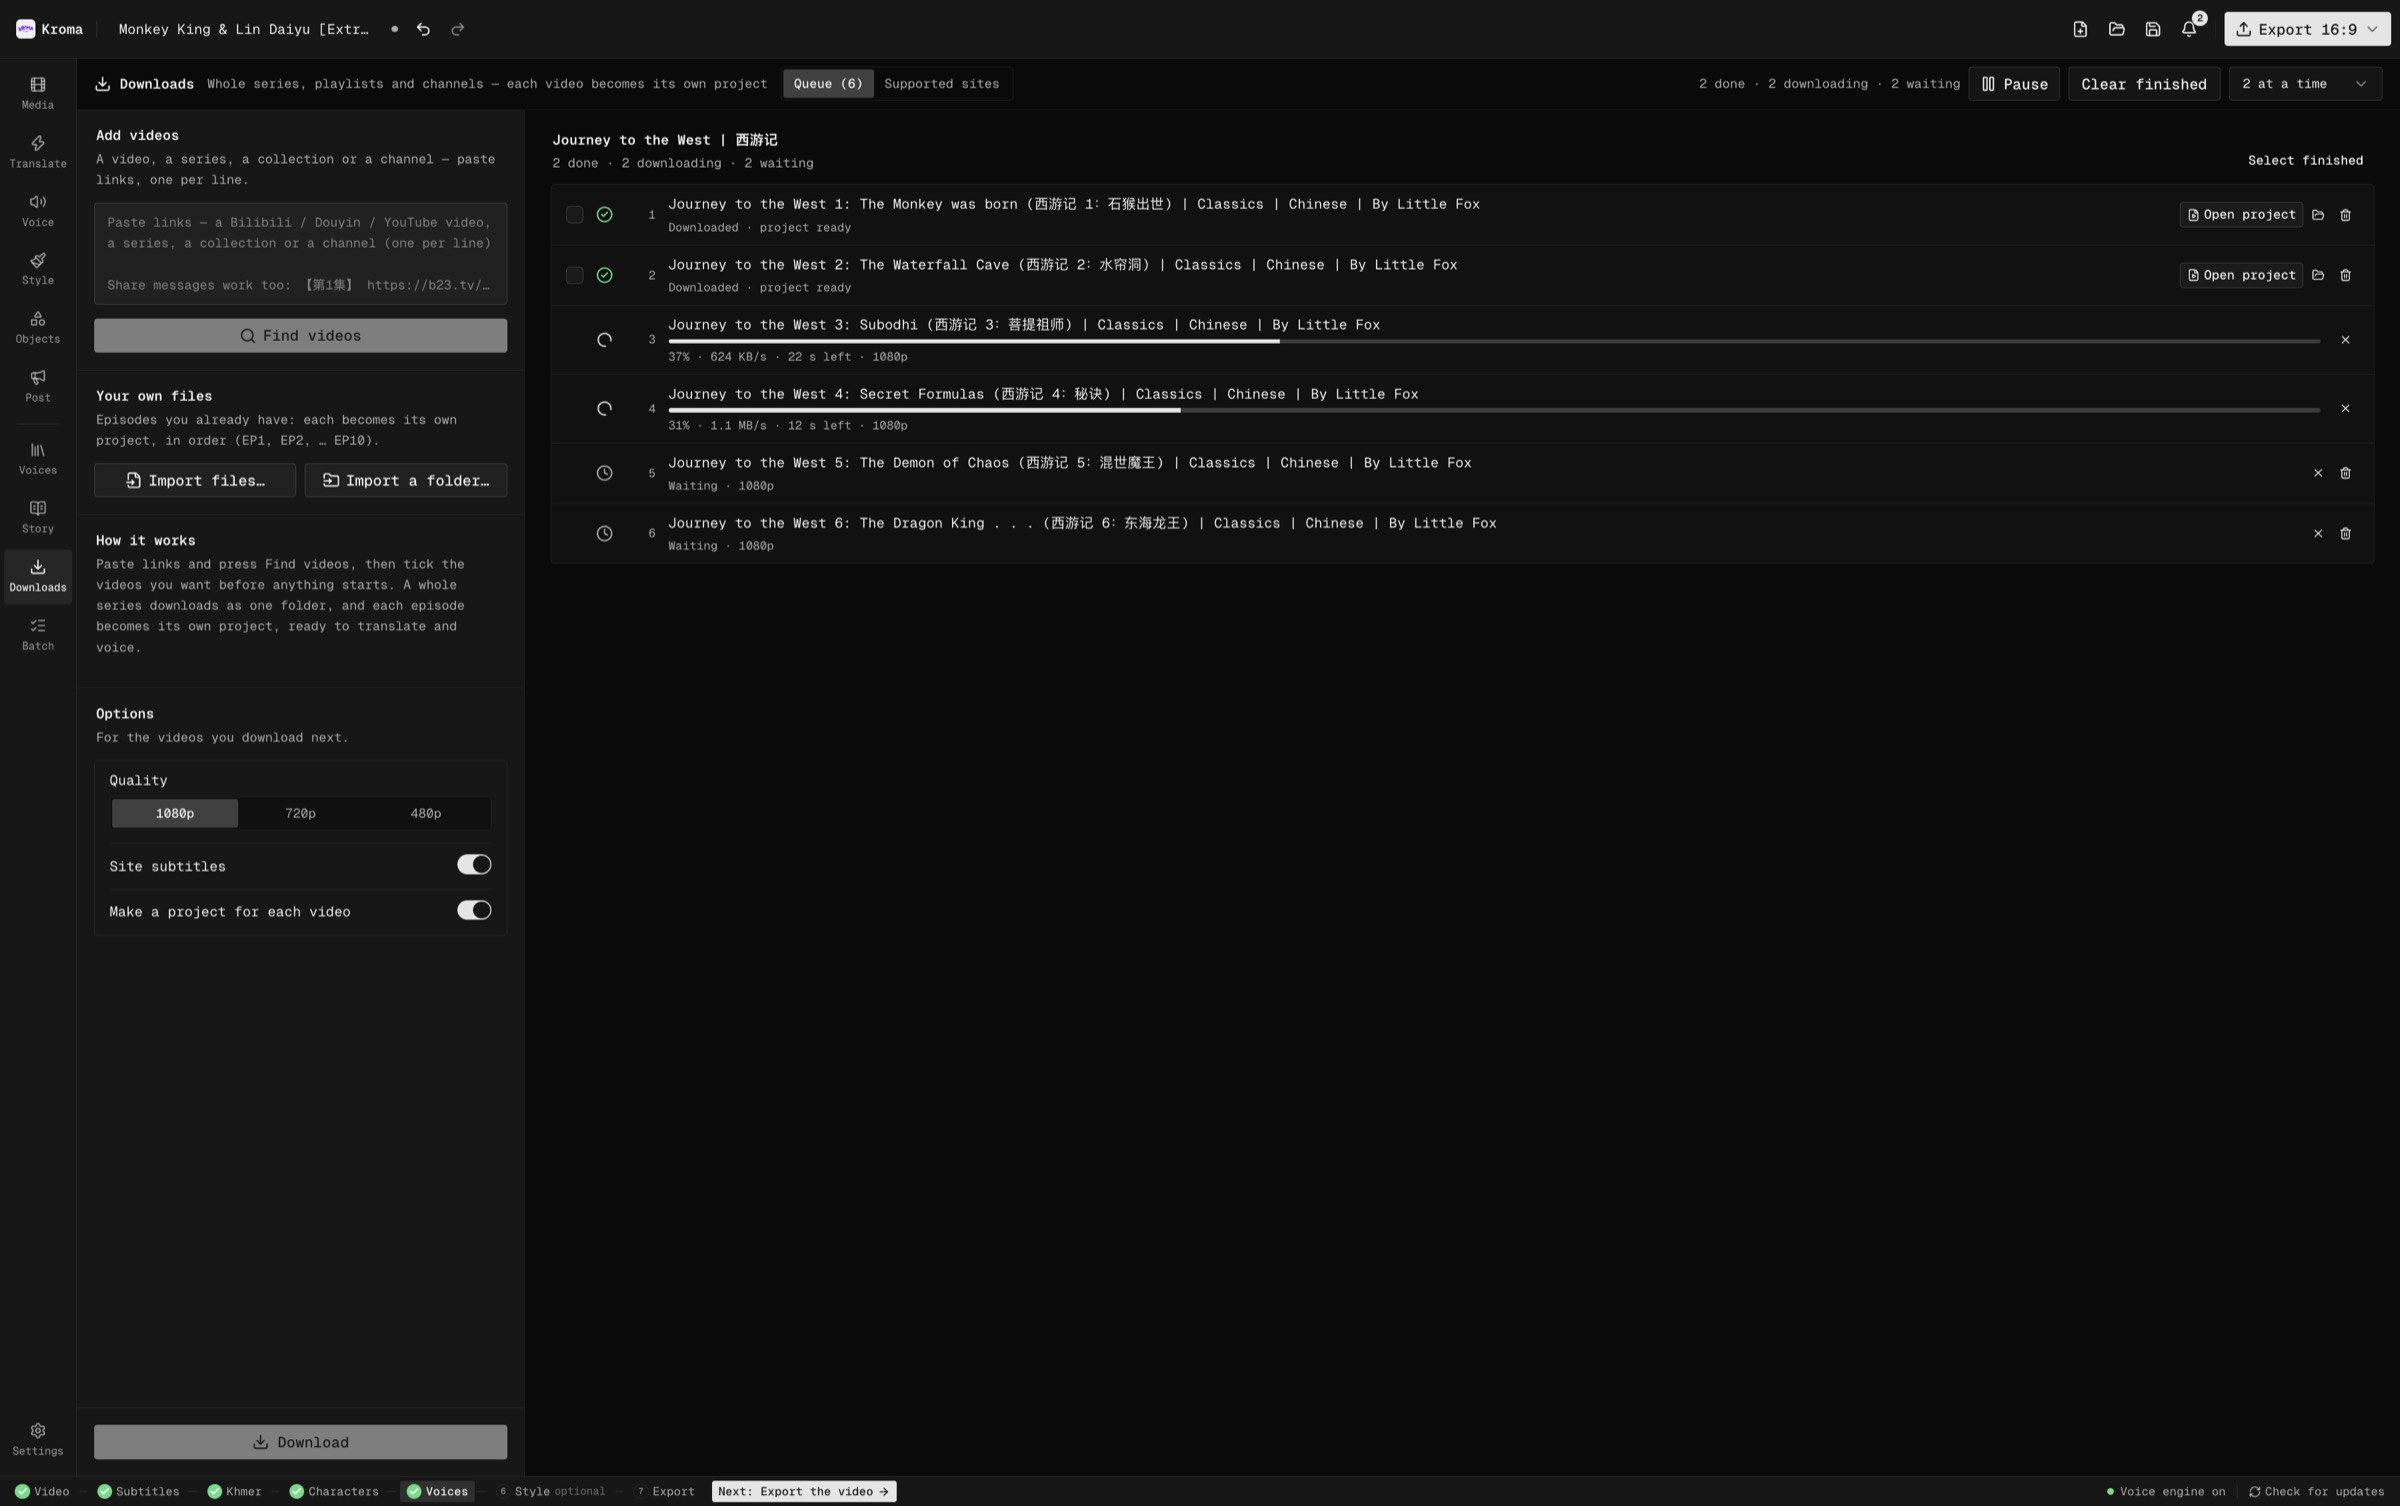 Kroma
Monkey King & Lin Daiyu [Extr…
2
Export 16:9
Media
Translate
Voice
Style
Objects
Post
Voices
Story
Downloads
Batch
Settings
Downloads Whole series, playlists and channels — each video becomes its own project
Queue (6) Supported sites
2 done · 2 downloading · 2 waiting
Pause
Clear finished
2 at a time
Add videos
A video, a series, a collection or a channel — paste
links, one per line.
Paste links — a Bilibili / Douyin / YouTube video,
a series, a collection or a channel (one per line)
Share messages work too: 【第1集】 https://b23.tv/…
Find videos
Your own files
Episodes you already have: each becomes its own
project, in order (EP1, EP2, … EP10).
Import files…
Import a folder…
How it works
Paste links and press Find videos, then tick the
videos you want before anything starts. A whole
series downloads as one folder, and each episode
becomes its own project, ready to translate and
voice.
Options
For the videos you download next.
Quality
1080p 720p 480p
Site subtitles
Make a project for each video
Download
Journey to the West | 西游记
2 done · 2 downloading · 2 waiting
Select finished
1 Journey to the West 1: The Monkey was born (西游记 1: 石猴出世) | Classics | Chinese | By Little Fox
Downloaded · project ready
Open project
2 Journey to the West 2: The Waterfall Cave (西游记 2: 水帘洞) | Classics | Chinese | By Little Fox
Downloaded · project ready
Open project
3 Journey to the West 3: Subodhi (西游记 3: 菩提祖师) | Classics | Chinese | By Little Fox
37% · 624 KB/s · 22 s left · 1080p
4 Journey to the West 4: Secret Formulas (西游记 4: 秘诀) | Classics | Chinese | By Little Fox
31% · 1.1 MB/s · 12 s left · 1080p
5 Journey to the West 5: The Demon of Chaos (西游记 5: 混世魔王) | Classics | Chinese | By Little Fox
Waiting · 1080p
6 Journey to the West 6: The Dragon King . . . (西游记 6: 东海龙王) | Classics | Chinese | By Little Fox
Waiting · 1080p
Video Subtitles Khmer Characters Voices 6 Style optional 7 Export Next: Export the video →
Voice engine on Check for updates